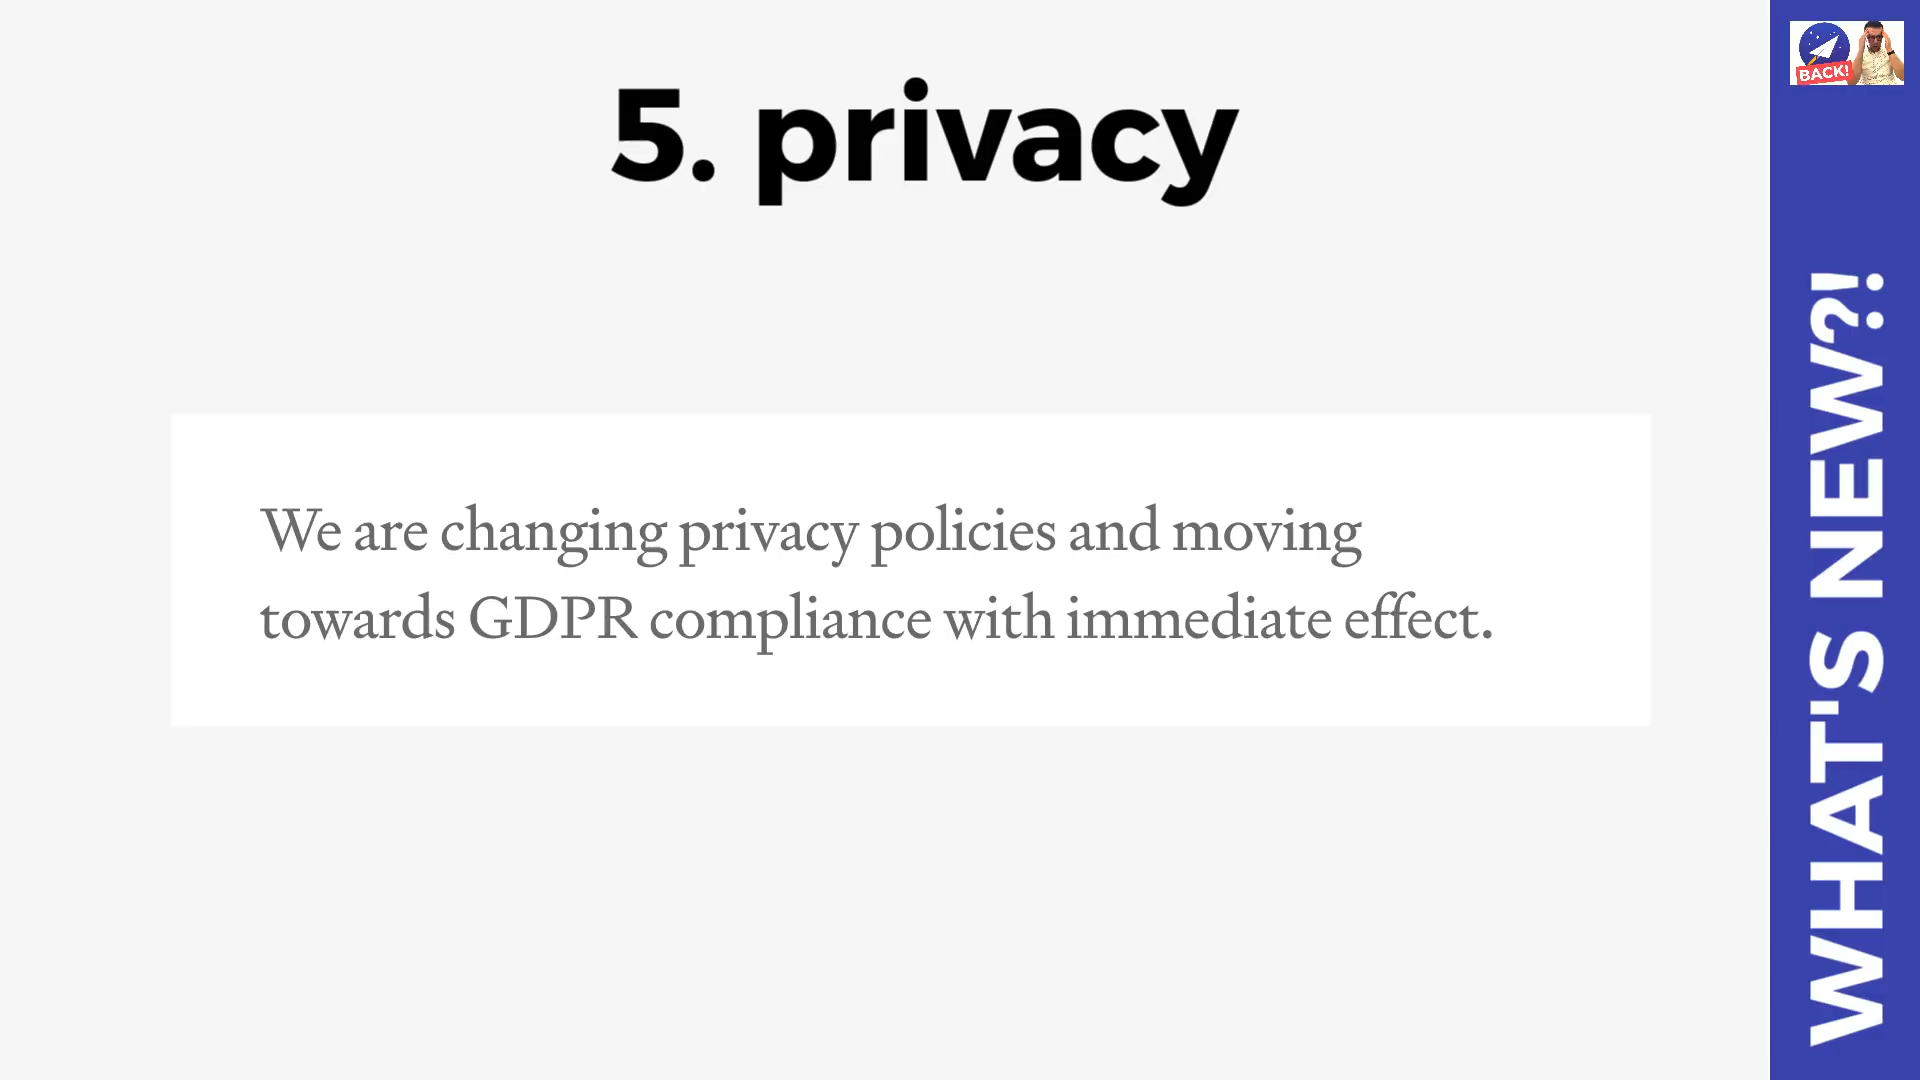 5. privacy
We are changing privacy policies and moving
towards GDPR compliance with immediate effect.
BACK!
WHAT'S NEW?!